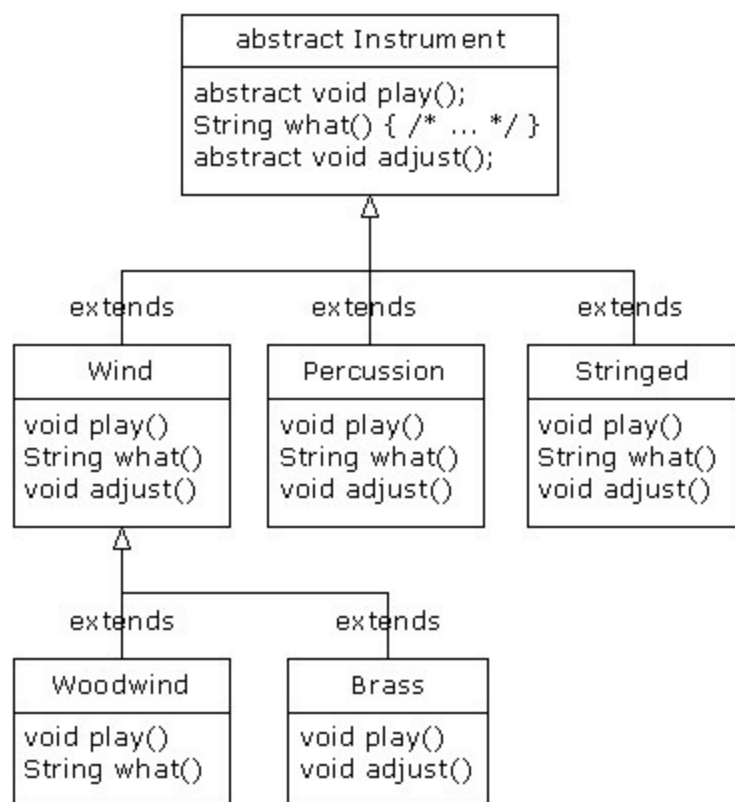 abstract Instrument
abstract void play();
String what() { /* ... */ }
abstract void adjust();
extends
extends
extends
Wind
void play()
String what()
void adjust()
Percussion
void play()
String what()
void adjust()
Stringed
void play()
String what()
void adjust()
extends
extends
Woodwind
void play()
String what()
Brass
void play()
void adjust()